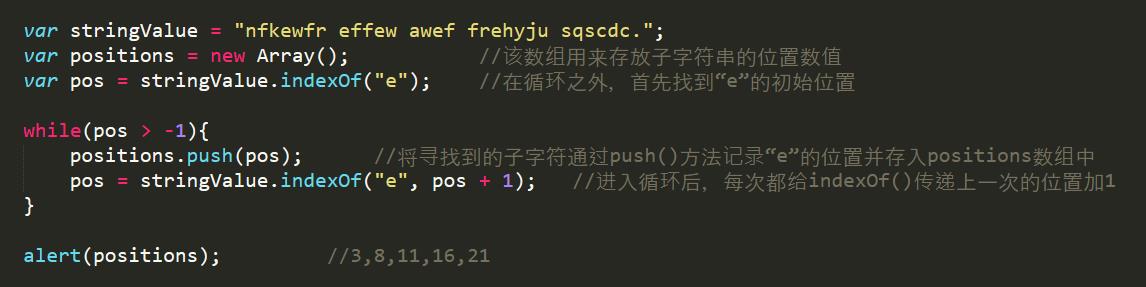 var stringValue = "nfkewfr effew awef frehyju sqscdc.";
var positions = new Array();           //该数组用来存放子字符串的位置数值
var pos = stringValue.indexOf("e");    //在循环之外，首先找到“e”的初始位置
while(pos > -1){
    positions.push(pos);      //将寻找到的子字符通过push()方法记录“e”的位置并存入positions数组中
    pos = stringValue.indexOf("e", pos + 1);   //进入循环后，每次都给indexOf()传递上一次的位置加1
}
alert(positions);         //3,8,11,16,21